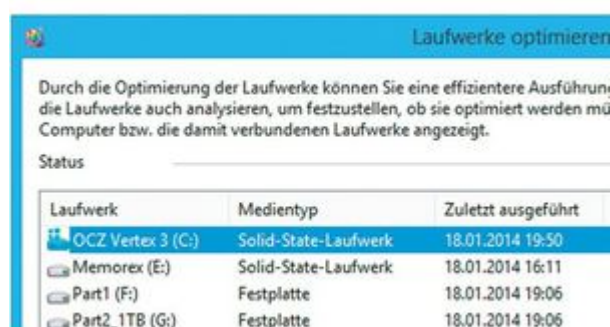 Laufwerke optimieren
Durch die Optimierung der Laufwerke können Sie eine effizientere Ausführung
die Laufwerke auch analysieren, um festzustellen, ob sie optimiert werden mü
Computer bzw. die damit verbundenen Laufwerke angezeigt.
Status
Laufwerk Medientyp Zuletzt ausgeführt
OCZ Vertex 3 (C:) Solid-State-Laufwerk 18.01.2014 19:50
Memorex (E:) Solid-State-Laufwerk 18.01.2014 16:11
Part1 (F:) Festplatte 18.01.2014 19:06
Part2_1TB (G:) Festplatte 18.01.2014 19:06